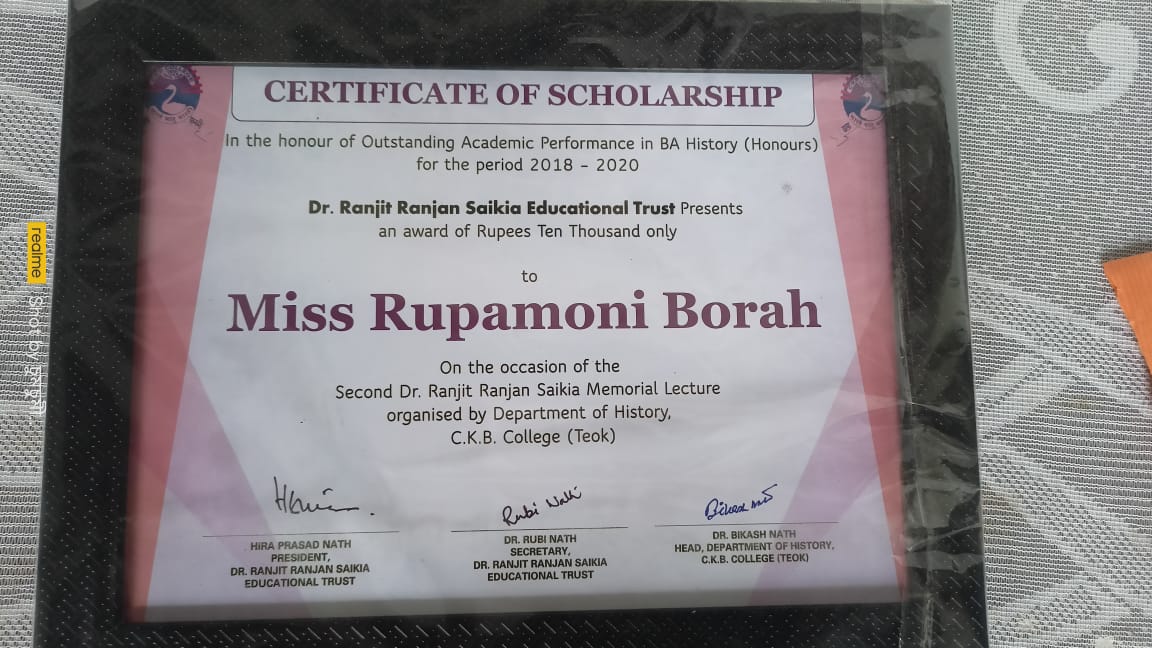 CERTIFICATE OF SCHOLARSHIP
In the honour of Outstanding Academic Performance in BA History (Honours)
for the period 2018 - 2020
Dr. Ranjit Ranjan Saikia Educational Trust Presents
an award of Rupees Ten Thousand only
to
Miss Rupamoni Borah
On the occasion of the
Second Dr. Ranjit Ranjan Saikia Memorial Lecture
organised by Department of History,
C.K.B. College (Teok)
HIRA PRASAD NATH
PRESIDENT,
DR. RANJIT RANJAN SAIKIA
EDUCATIONAL TRUST
Rubi Nath
DR. RUBI NATH
SECRETARY,
DR. RANJIT RANJAN SAIKIA
EDUCATIONAL TRUST
DR. BIKASH NATH
HEAD, DEPARTMENT OF HISTORY,
C.K.B. COLLEGE (TEOK)
realme
Shot by